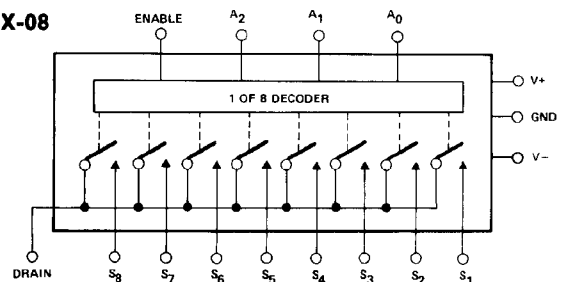 X-08
ENABLE A2 A1 A0
1 OF 8 DECODER
V+
GND
V−
DRAIN S8 S7 S6 S5 S4 S3 S2 S1